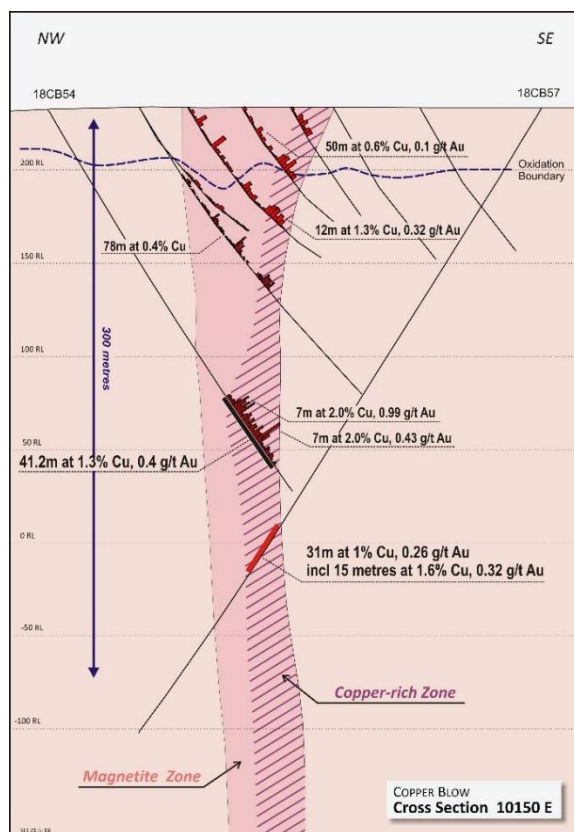 NW
SE
18CB54
18CB57
50m at 0.6% Cu, 0.1 g/t Au
Oxidation
Boundary
200 RL
12m at 1.3% Cu, 0.32 g/t Au
78m at 0.4% Cu
150 RL
100 RL
300 metres
7m at 2.0% Cu, 0.99 g/t Au
7m at 2.0% Cu, 0.43 g/t Au
50 RL
41.2m at 1.3% Cu, 0.4 g/t Au
0 RL
31m at 1% Cu, 0.26 g/t Au
incl 15 metres at 1.6% Cu, 0.32 g/t Au
-50 RL
Copper-rich Zone
-100 RL
Magnetite Zone
COPPER BLOW
Cross Section 10150 E